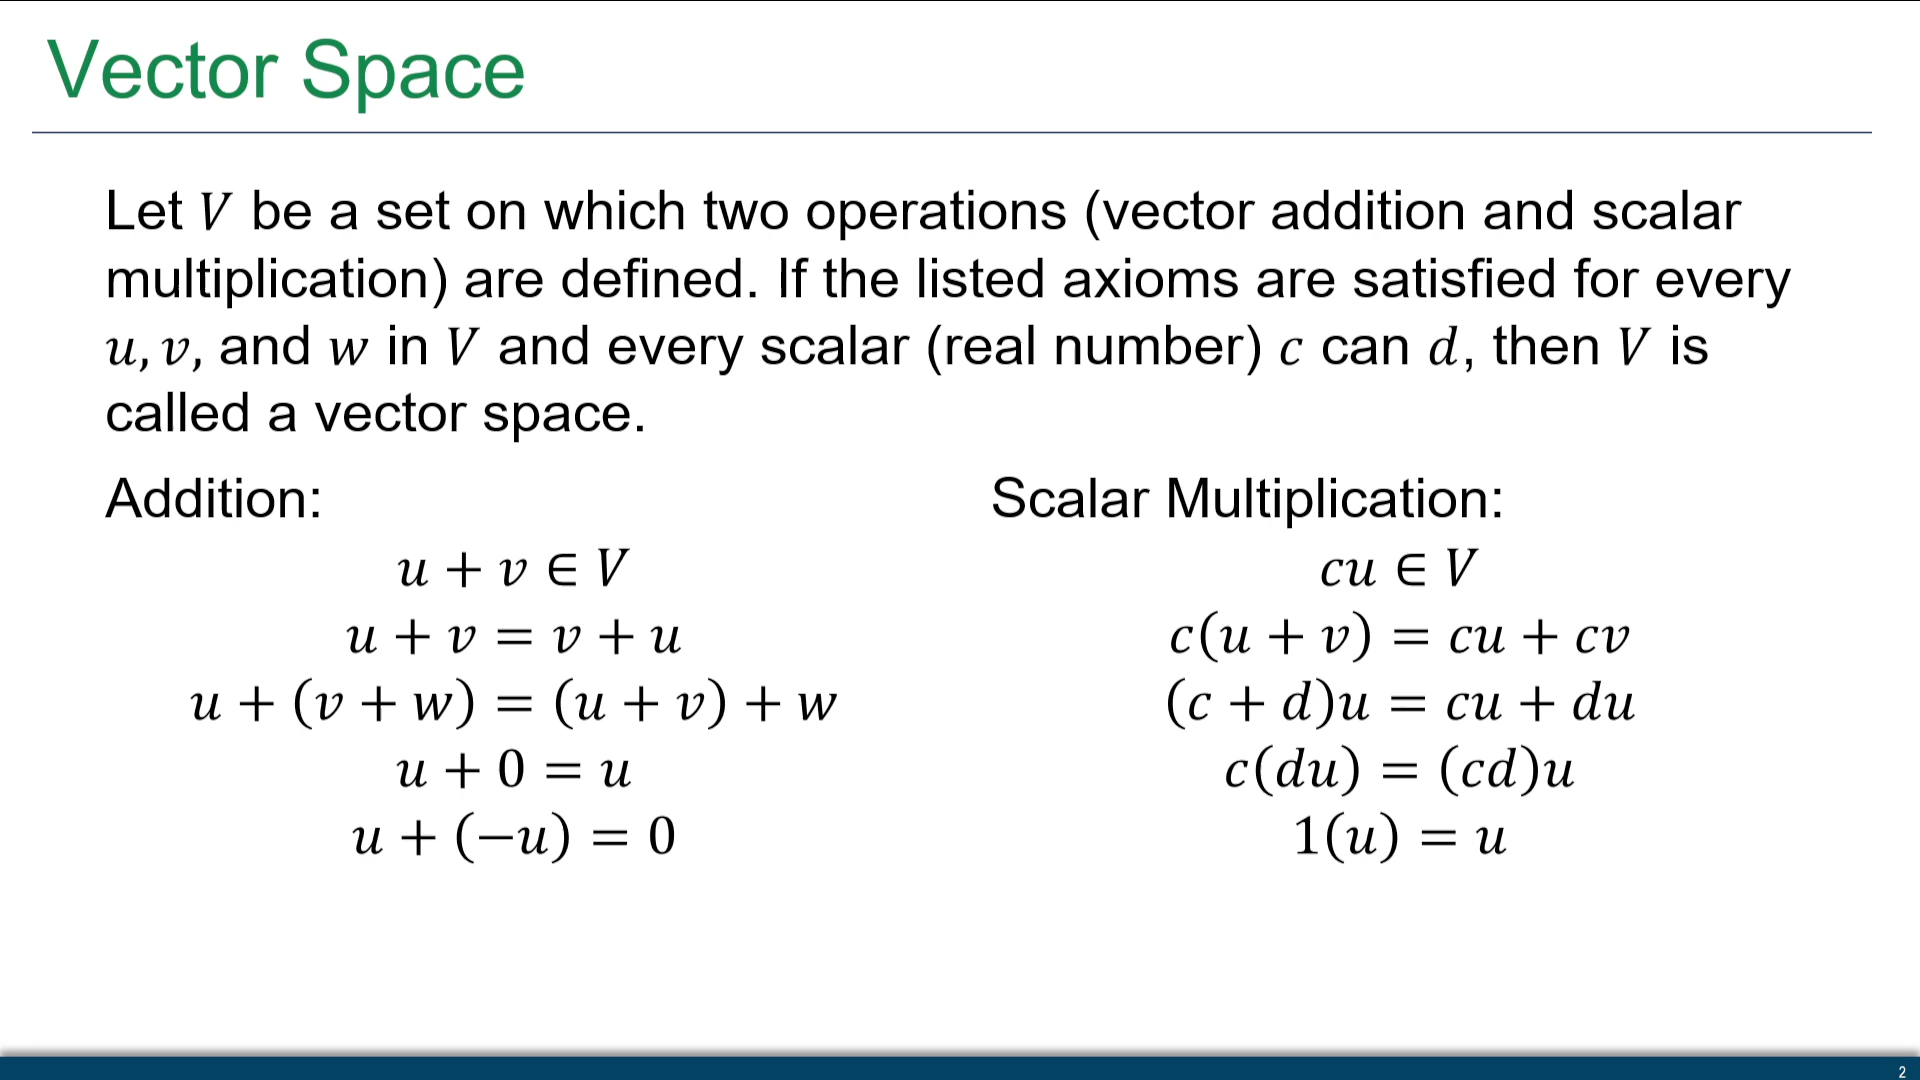 Vector Space
Let V be a set on which two operations (vector addition and scalar
multiplication) are defined. If the listed axioms are satisfied for every
u, v, and w in V and every scalar (real number) c can d, then V is
called a vector space.
Addition:
u + v ∈ V
u + v = v + u
u + (v + w) = (u + v) + w
u + 0 = u
u + (−u) = 0
Scalar Multiplication:
cu ∈ V
c(u + v) = cu + cv
(c + d)u = cu + du
c(du) = (cd)u
1(u) = u
2